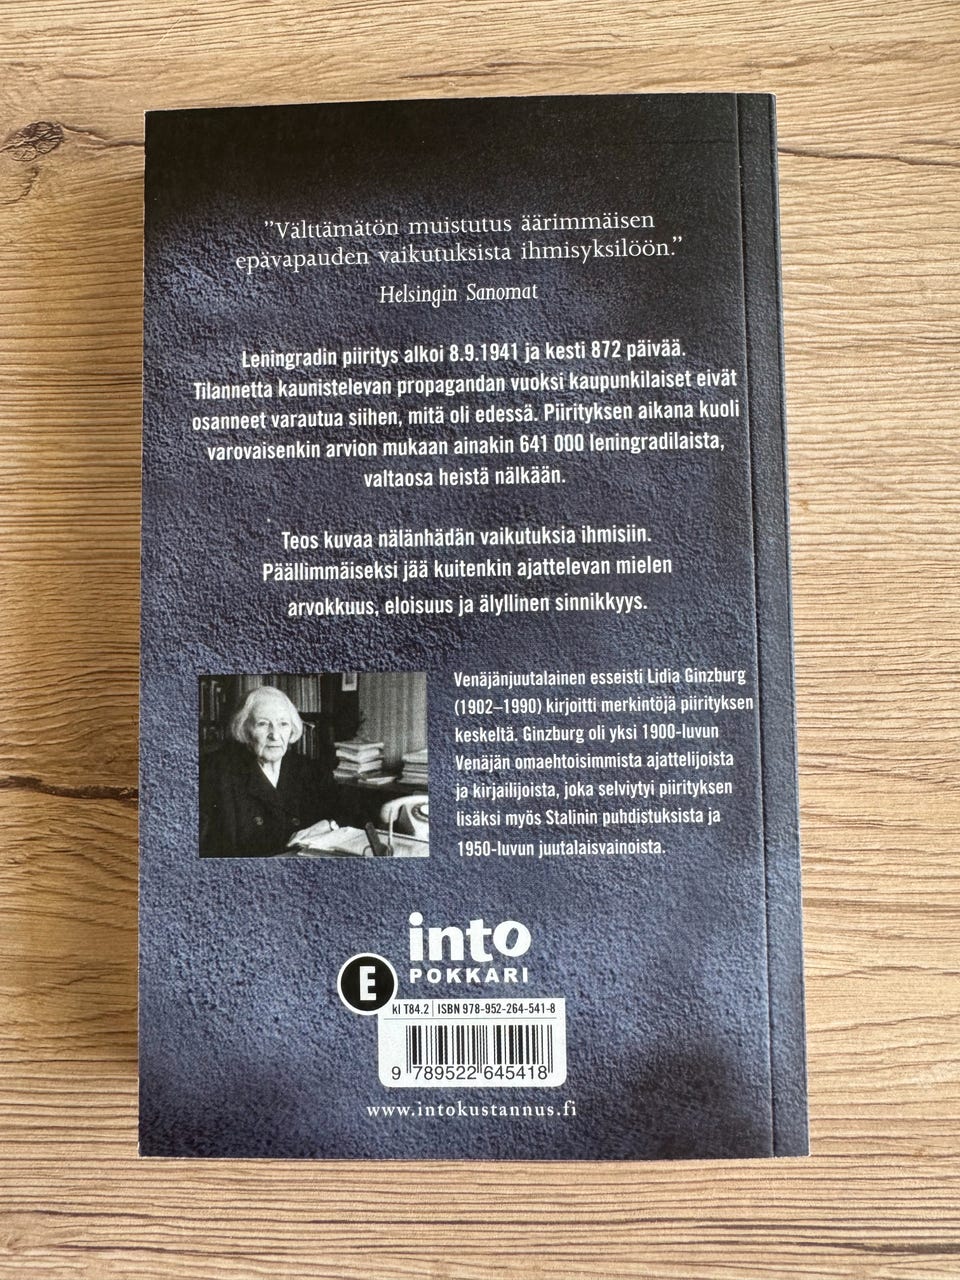 ”Välttämätön muistutus äärimmäisen
epävapauden vaikutuksista ihmisyksilöön.”
Helsingin Sanomat
Leningradin piiritys alkoi 8.9.1941 ja kesti 872 päivää.
Tilannetta kaunistelevan propagandan vuoksi kaupunkilaiset eivät
osanneet varautua siihen, mitä oli edessä. Piirityksen aikana kuoli
varovaisenkin arvion mukaan ainakin 641 000 leningradilaista,
valtaosa heistä nälkään.
Teos kuvaa nälänhädän vaikutuksia ihmisiin.
Päällimmäiseksi jää kuitenkin ajattelevan mielen
arvokkuus, eloisuus ja älyllinen sinnikkyys.
Venäjänjuutalainen esseisti Lidia Ginzburg
(1902–1990) kirjoitti merkintöjä piirityksen
keskeltä. Ginzburg oli yksi 1900-luvun
Venäjän omaehtoisimmista ajattelijoista
ja kirjailijoista, joka selviytyi piirityksen
lisäksi myös Stalinin puhdistuksista ja
1950-luvun juutalaisvainoista.
into
POKKARI
E
kl T84.2 | ISBN 978-952-264-541-8
9 789522 645418
www.intokustannus.fi